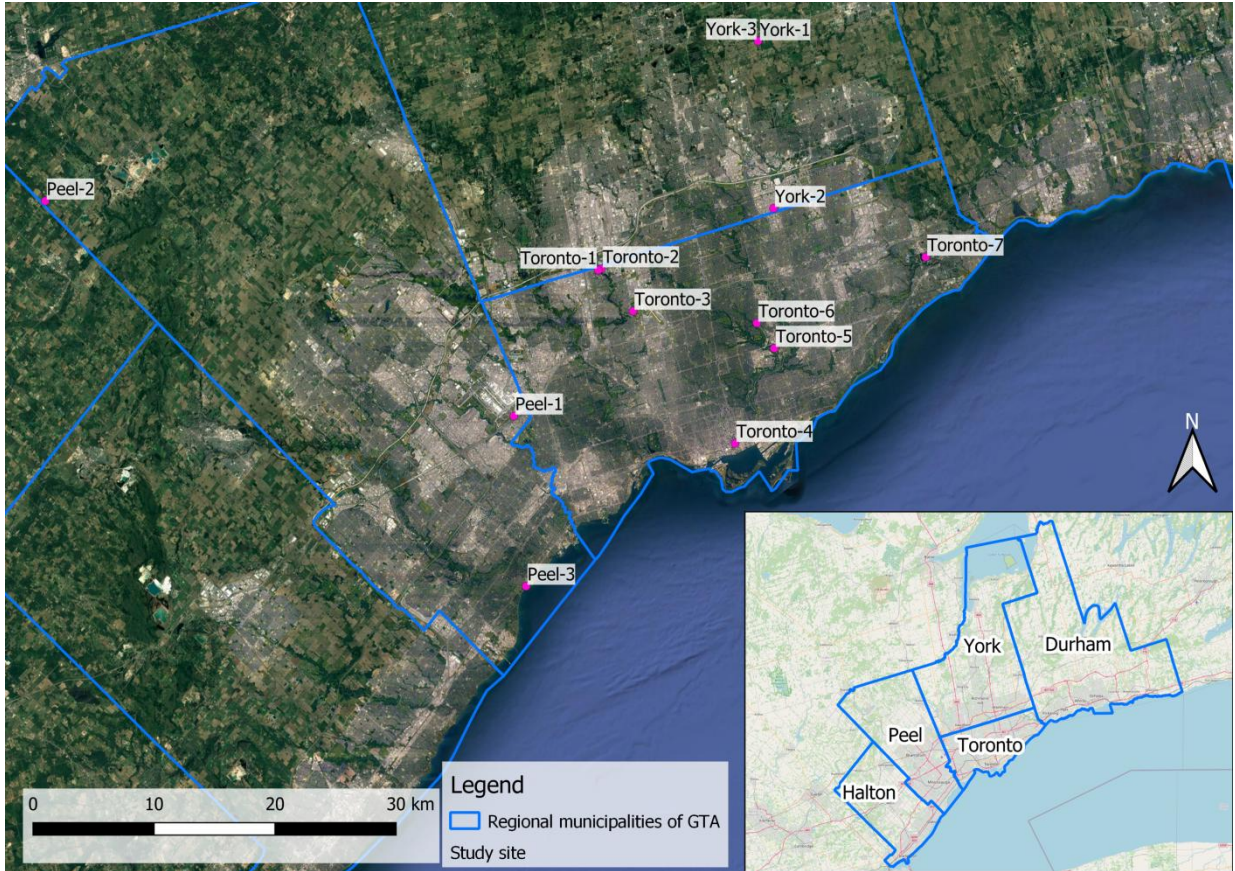 York-3 York-1
Peel-2
York-2
Toronto-1 Toronto-2
Toronto-7
Toronto-3
Toronto-6
Toronto-5
Peel-1
Toronto-4
N
Peel-3
York
Durham
Peel
Toronto
Halton
0 10 20 30 km
Legend
Regional municipalities of GTA
Study site